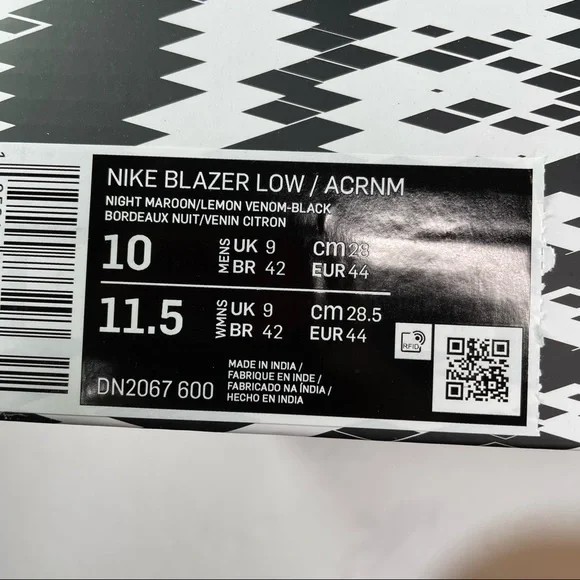 NIKE BLAZER LOW / ACRNM
NIGHT MAROON/LEMON VENOM-BLACK
BORDEAUX NUIT/VENIN CITRON
10 MENS UK 9 cm 28
BR 42 EUR 44
11.5 WMNS UK 9 cm 28.5
BR 42 EUR 44
RFID
DN2067 600
MADE IN INDIA /
FABRIQUE EN INDE /
FABRICADO NA ÍNDIA /
HECHO EN INDIA